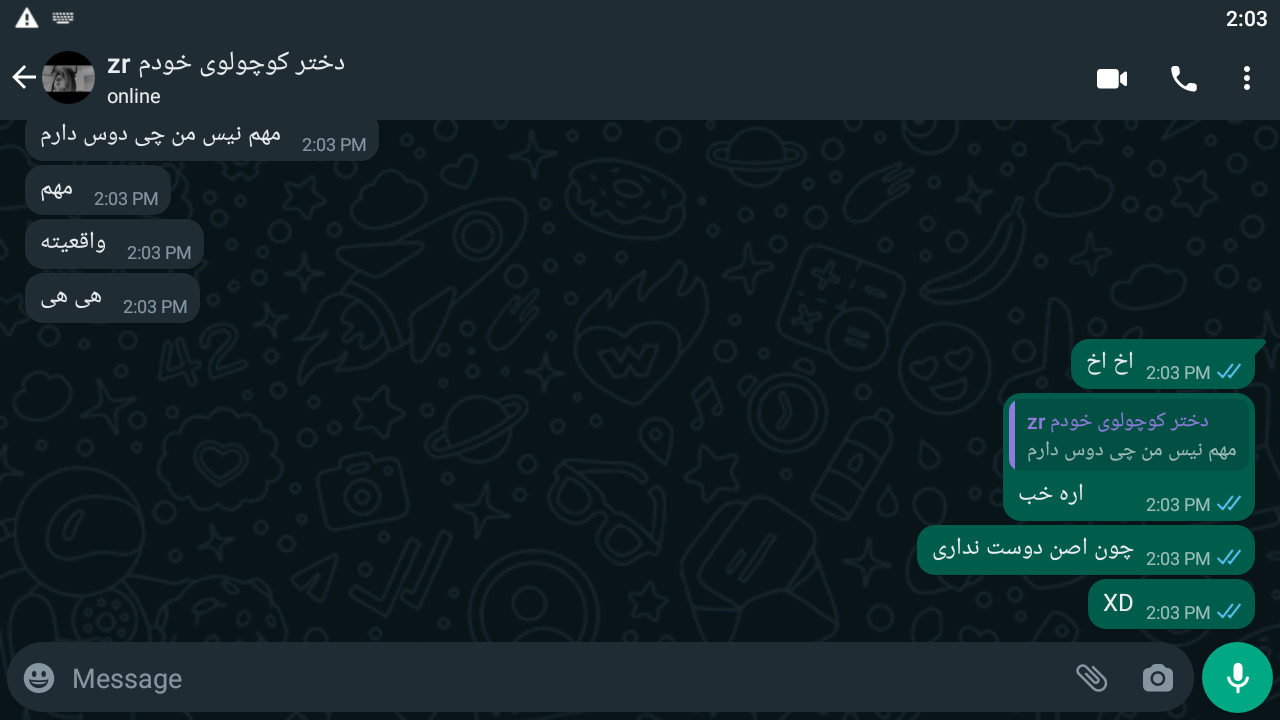 2:03
دختر کوچولوی خودم zr
online
مهم نیس من چی دوس دارم 2:03 PM
مهم 2:03 PM
واقعیته 2:03 PM
هی هی 2:03 PM
اخ اخ 2:03 PM
دختر کوچولوی خودم zr
مهم نیس من چی دوس دارم
اره خب 2:03 PM
چون اصن دوست نداری 2:03 PM
XD 2:03 PM
Message